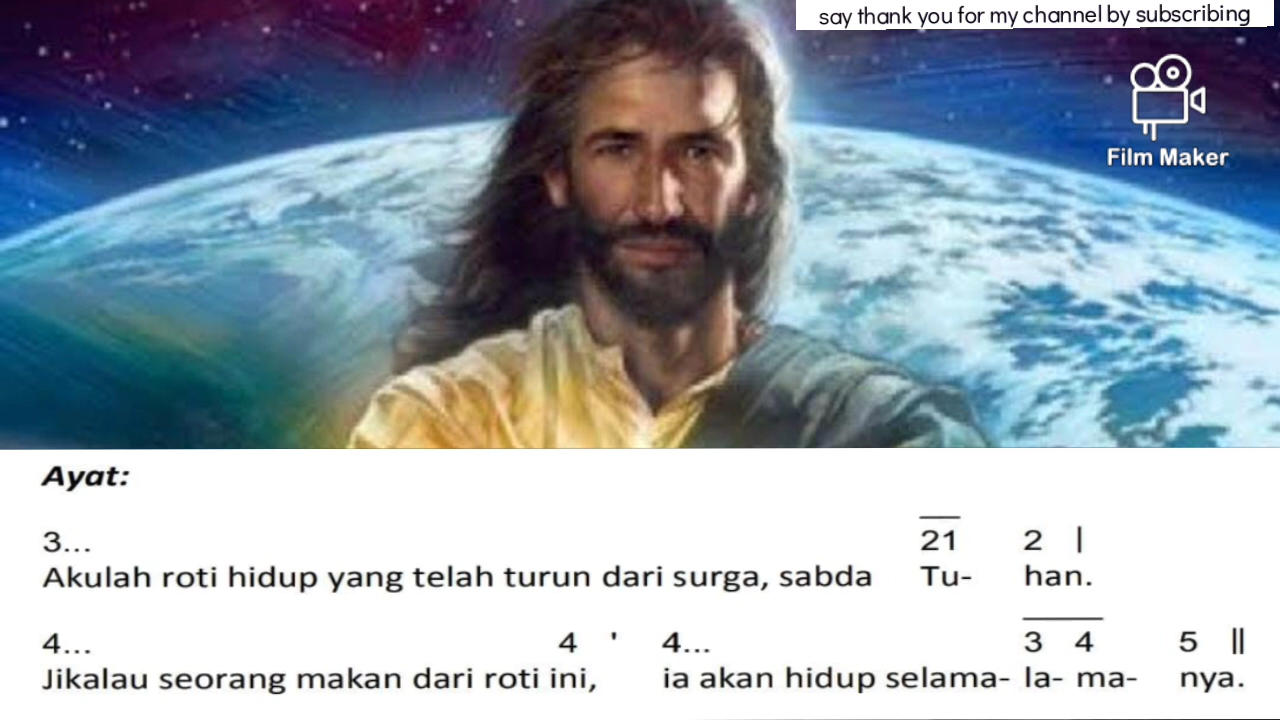 say thank you for my channel by subscribing
Film Maker
Ayat:
3... 21 2 |
Akulah roti hidup yang telah turun dari surga, sabda Tu- han.
4... 4 ' 4... 3 4 5 ||
Jikalau seorang makan dari roti ini, ia akan hidup selama- la- ma- nya.